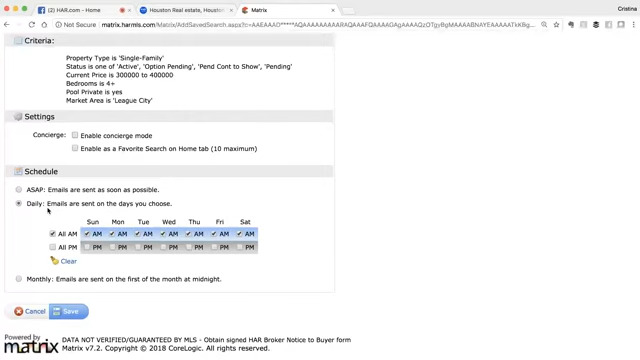 HAR.com
Houston Real estate, Houston
Matrix
Cristina
Not Secure
matrix.harmls.com/Matrix/AddSavedSearch.aspx
Criteria:
Property Type is 'Single-Family'
Status is one of 'Active', 'Option Pending', 'Pend Cont to Show', 'Pending'
Current Price is 300000 to 400000
Bedrooms is 4+
Pool Private is yes
Market Area is 'League City'
Settings
Concierge: Enable concierge mode
Enable as a Favorite Search on Home tab (10 maximum)
Schedule
ASAP: Emails are sent as soon as possible.
Daily: Emails are sent on the days you choose.
Sun Mon Tue Wed Thu Fri Sat
All AM AM AM AM AM AM AM AM
All PM PM PM PM PM PM PM PM
Clear
Monthly: Emails are sent on the first of the month at midnight.
Cancel Save
Powered by
matrix
DATA NOT VERIFIED/GUARANTEED BY MLS - Obtain signed HAR Broker Notice to Buyer form
Matrix v7.2. Copyright © 2018 CoreLogic. All rights reserved.